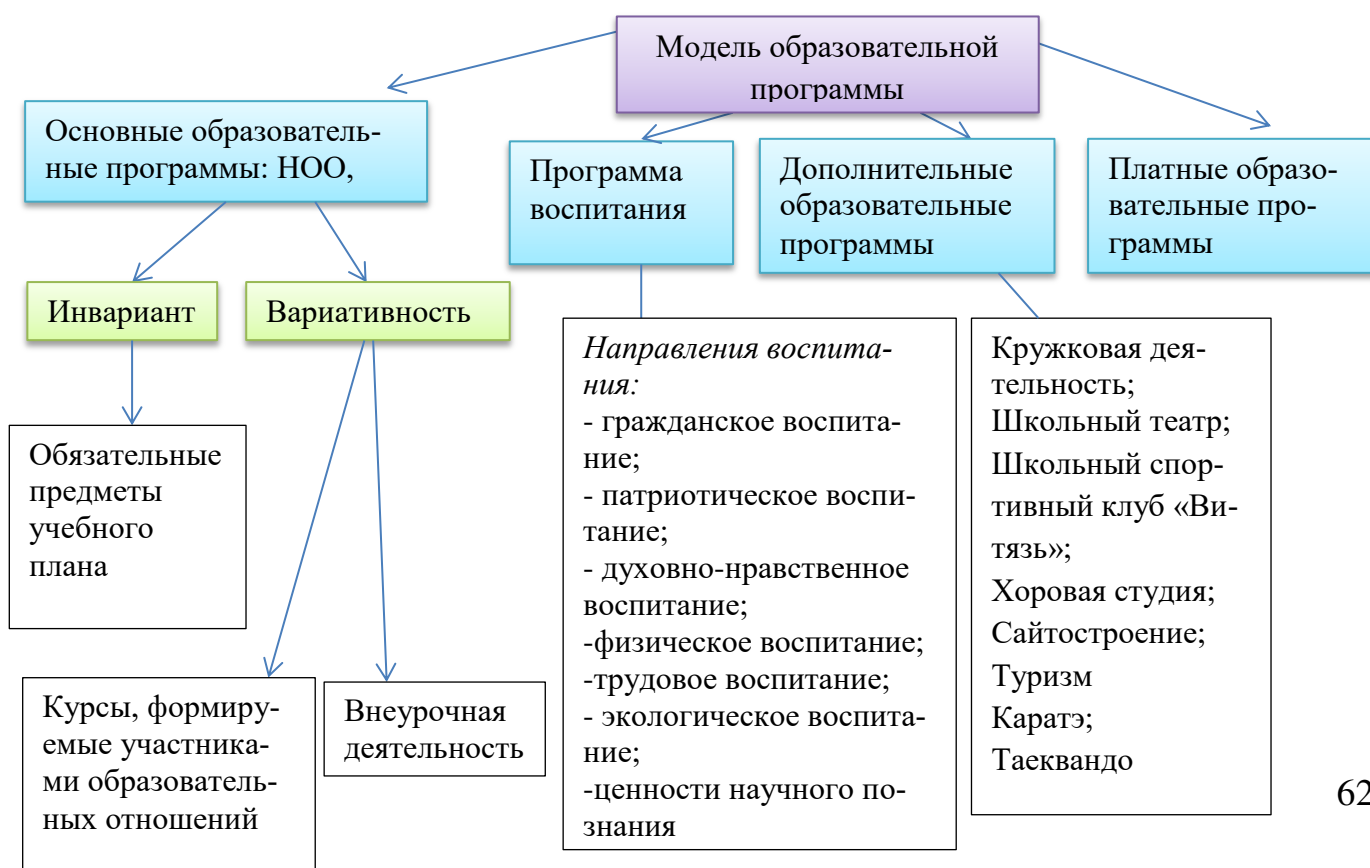 Модель образовательной
программы
Основные образователь-
ные программы: НОО,
Программа
воспитания
Дополнительные
образовательные
программы
Платные образо-
вательные про-
граммы
Инвариант
Вариативность
Обязательные
предметы
учебного
плана
Курсы, формиру-
емые участника-
ми образователь-
ных отношений
Внеурочная
деятельность
Направления воспита-
ния:
- гражданское воспита-
ние;
- патриотическое воспи-
тание;
- духовно-нравственное
воспитание;
-физическое воспитание;
-трудовое воспитание;
- экологическое воспита-
ние;
-ценности научного по-
знания
Кружковая дея-
тельность;
Школьный театр;
Школьный спор-
тивный клуб «Ви-
тязь»;
Хоровая студия;
Сайтостроение;
Туризм
Каратэ;
Таеквандо
62